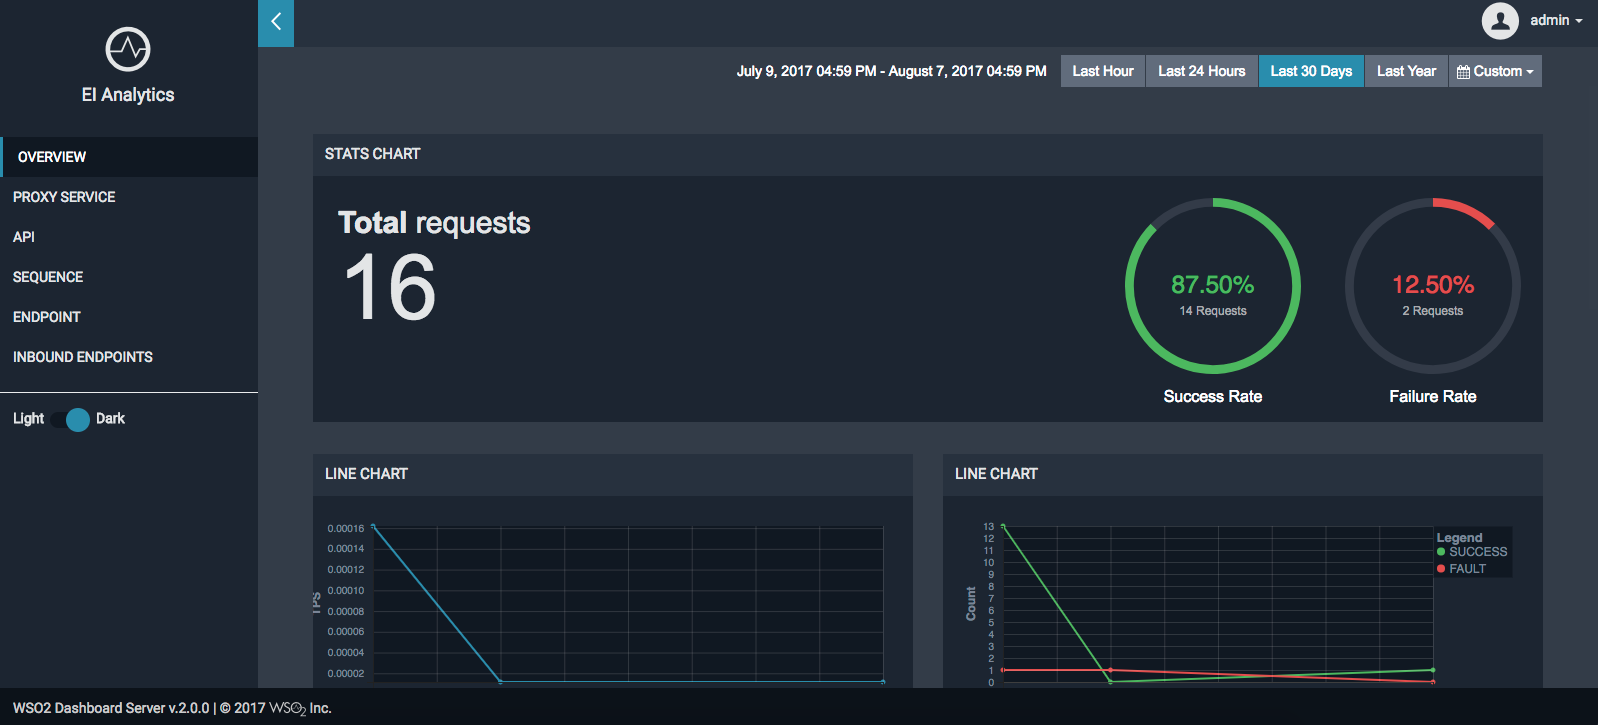 admin
EI Analytics
July 9, 2017 04:59 PM - August 7, 2017 04:59 PM
Last Hour
Last 24 Hours
Last 30 Days
Last Year
Custom
OVERVIEW
PROXY SERVICE
API
SEQUENCE
ENDPOINT
INBOUND ENDPOINTS
Light
Dark
STATS CHART
Total requests
16
87.50%
14 Requests
Success Rate
12.50%
2 Requests
Failure Rate
LINE CHART
0.00016
0.00014
0.00012
0.00010
0.00008
0.00006
0.00004
0.00002
TPS
LINE CHART
13
12
11
10
9
8
7
6
5
4
3
2
1
0
Count
Legend
SUCCESS
FAULT
WSO2 Dashboard Server v.2.0.0 | © 2017 WSO2 Inc.